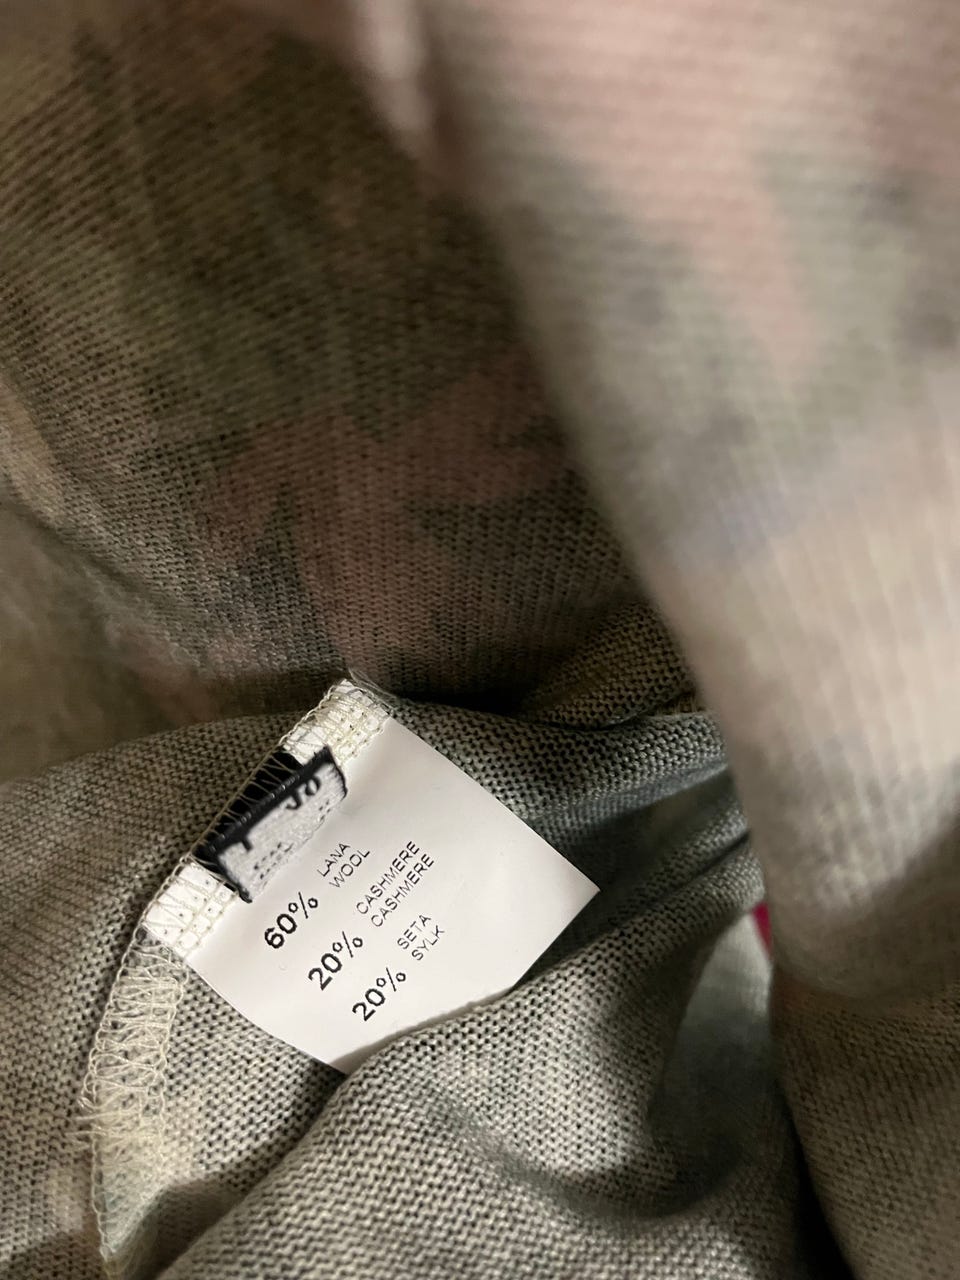 60% LANA
WOOL
20% CASHMERE
CASHMERE
20% SETA
SYLK